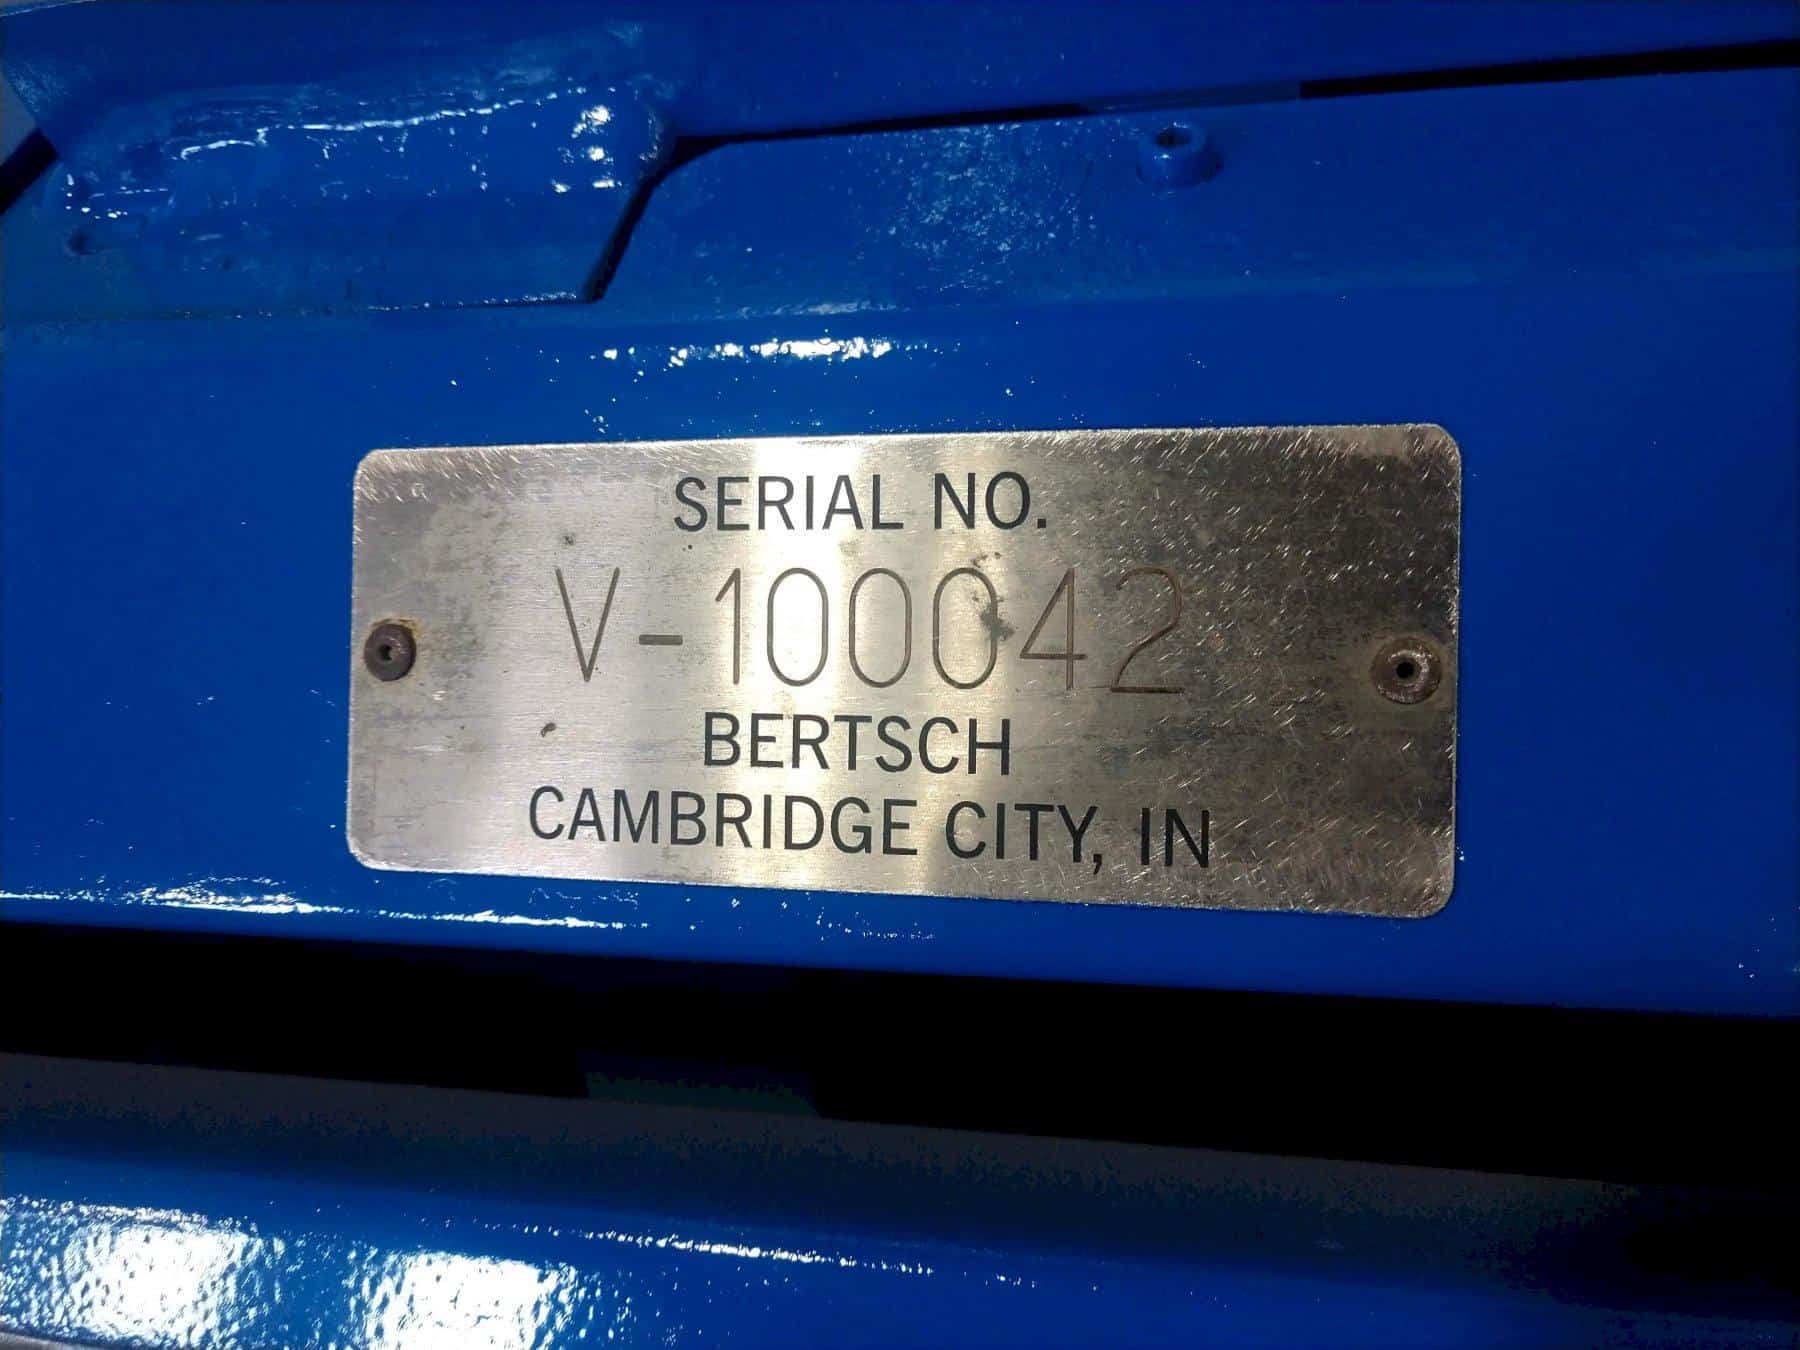 SERIAL NO.
V-100042
BERTSCH
CAMBRIDGE CITY, IN